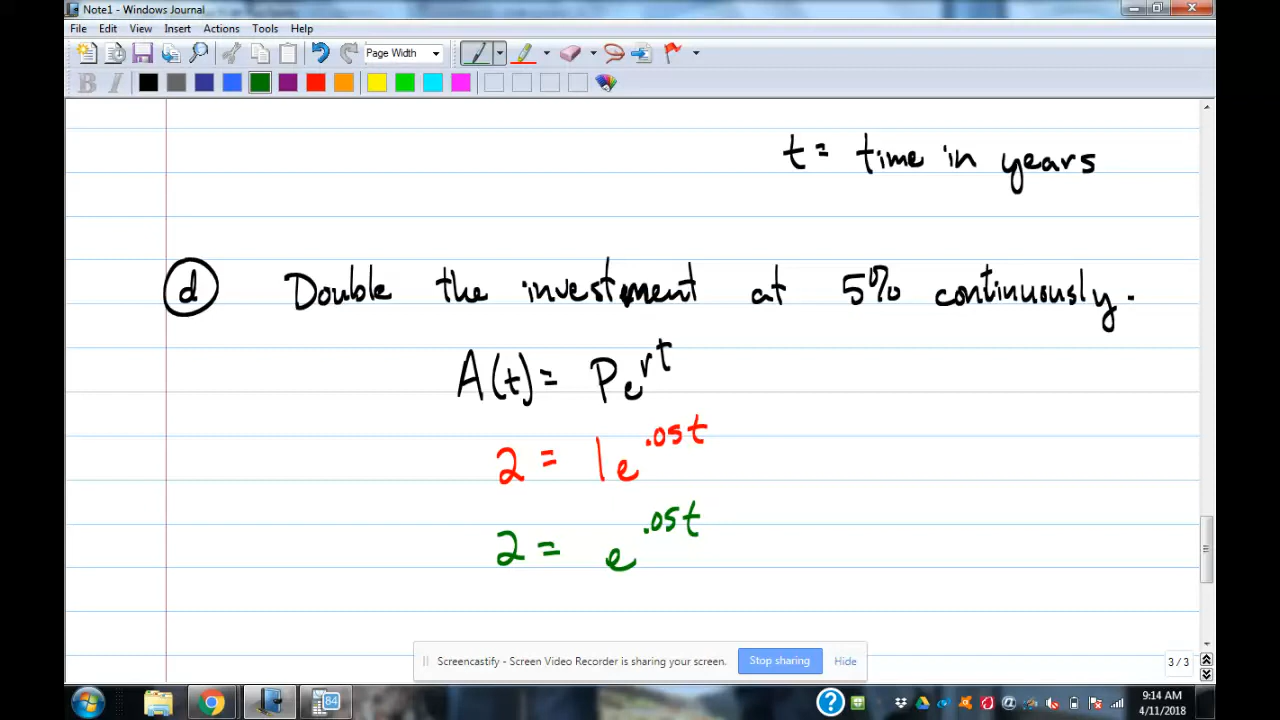 Note1 - Windows Journal
File Edit View Insert Actions Tools Help
Page Width
B I
t = time in years
d Double the investment at 5% continuously.
A(t) = Pe^rt
2 = 1e^.05t
2 = e^.05t
Screencastify - Screen Video Recorder is sharing your screen. Stop sharing Hide
3 / 3
84
9:14 AM
4/11/2018